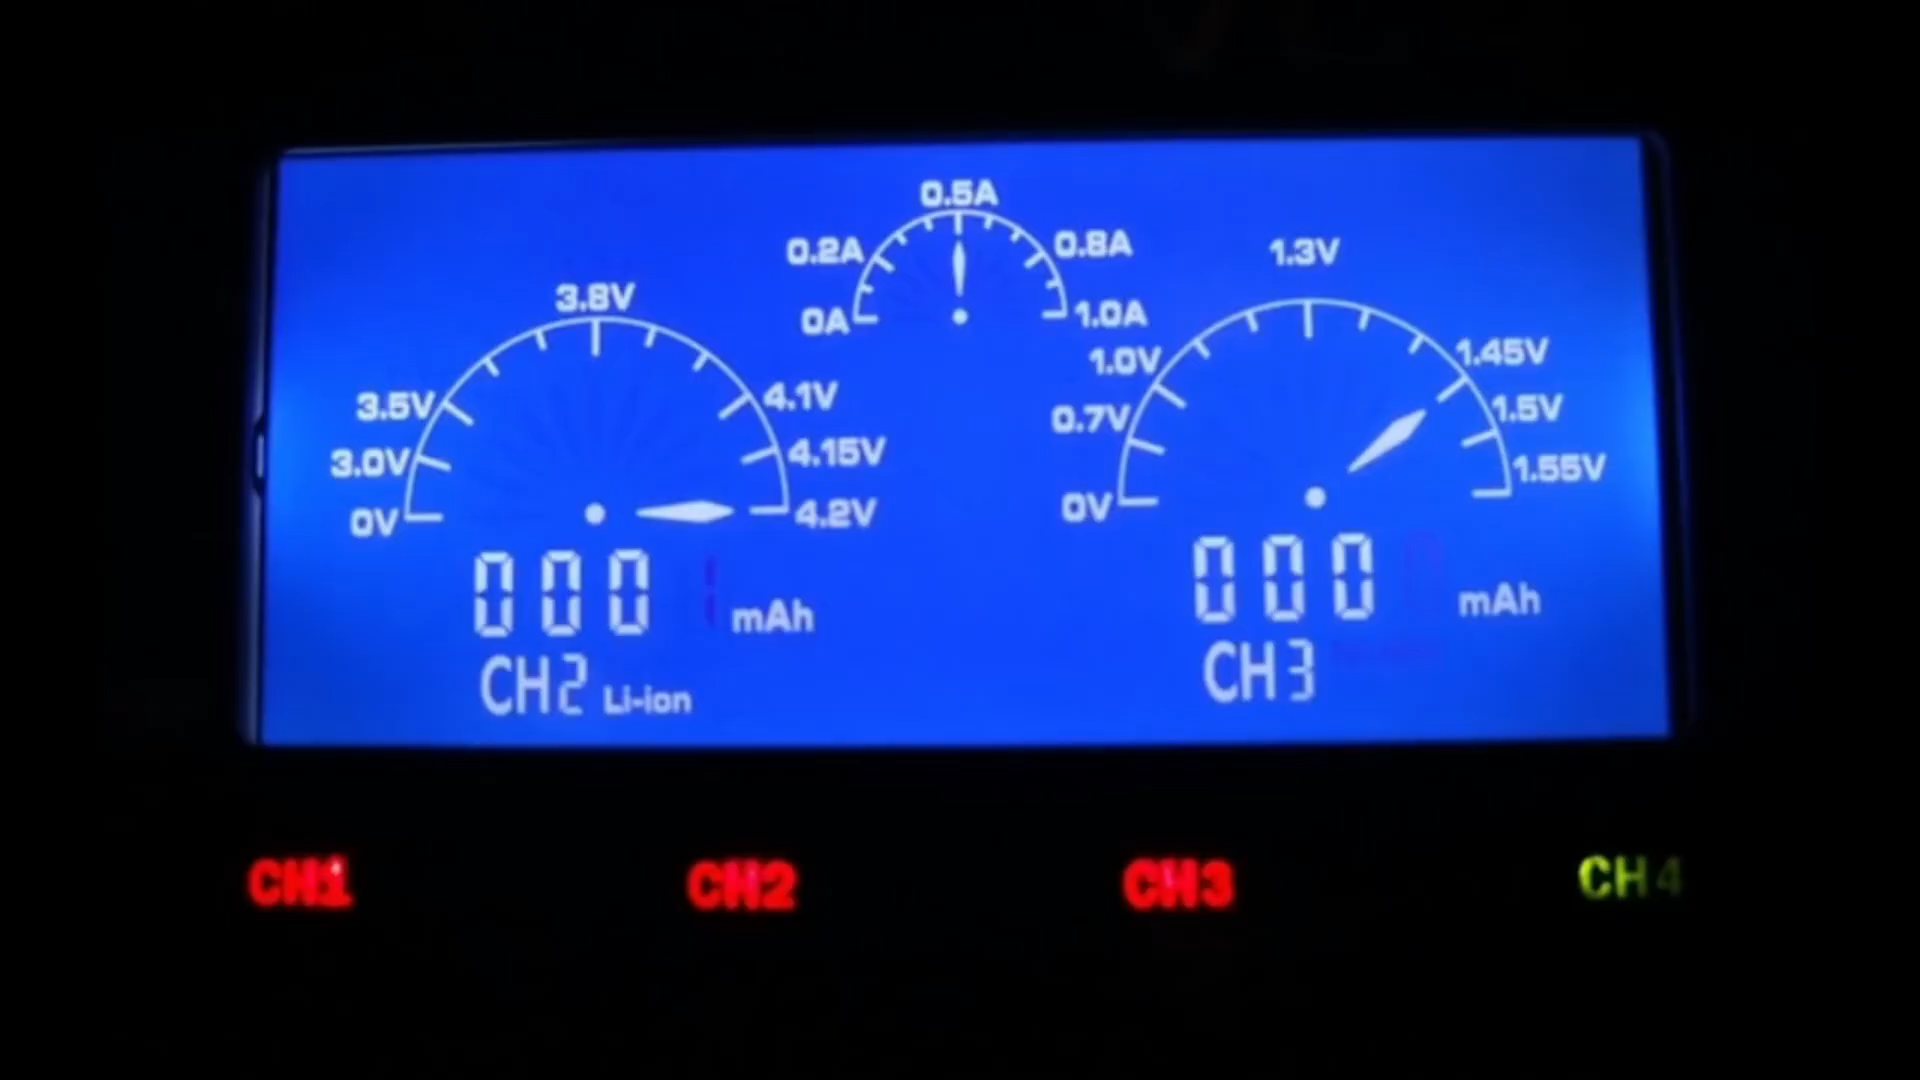 0.5A
0.2A 0.8A
0A 1.0A
3.8V
3.5V 4.1V
3.0V 4.15V
0V 4.2V
000 mAh
CH2 Li-ion
1.3V
1.0V 1.45V
0.7V 1.5V
0V 1.55V
000 mAh
CH3
CH1 CH2 CH3 CH4